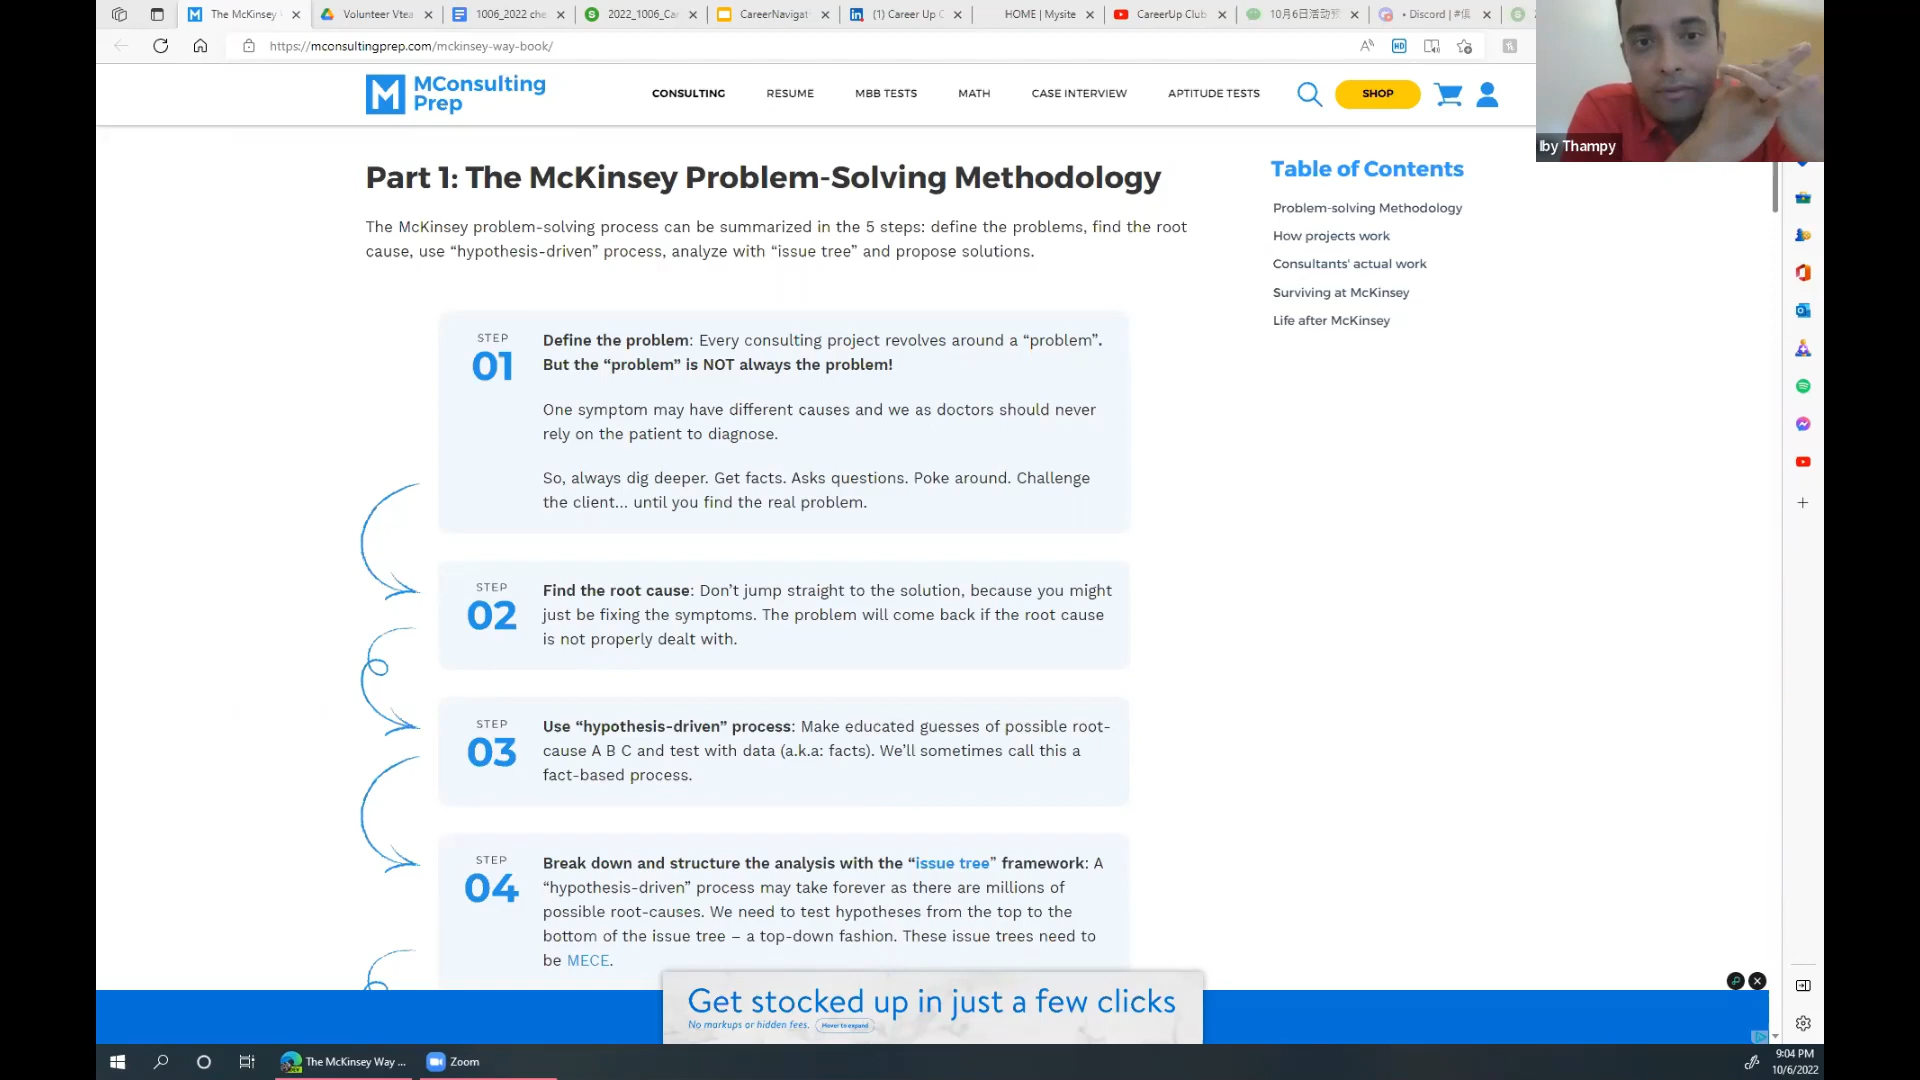 The McKinsey
Volunteer Vtea
1006_2022 che
2022_1006_Ca
CareerNavigat
(1) Career Up C
HOME | Mysite
CareerUp Club
10月6日活动预
• Discord | #俱
https://mconsultingprep.com/mckinsey-way-book/
MConsulting
Prep
CONSULTING
RESUME
MBB TESTS
MATH
CASE INTERVIEW
APTITUDE TESTS
SHOP
Iby Thampy
Part 1: The McKinsey Problem-Solving Methodology
The McKinsey problem-solving process can be summarized in the 5 steps: define the problems, find the root
cause, use “hypothesis-driven” process, analyze with “issue tree” and propose solutions.
Table of Contents
Problem-solving Methodology
How projects work
Consultants' actual work
Surviving at McKinsey
Life after McKinsey
STEP
01
Define the problem: Every consulting project revolves around a “problem”.
But the “problem” is NOT always the problem!
One symptom may have different causes and we as doctors should never
rely on the patient to diagnose.
So, always dig deeper. Get facts. Asks questions. Poke around. Challenge
the client... until you find the real problem.
STEP
02
Find the root cause: Don’t jump straight to the solution, because you might
just be fixing the symptoms. The problem will come back if the root cause
is not properly dealt with.
STEP
03
Use “hypothesis-driven” process: Make educated guesses of possible root-
cause A B C and test with data (a.k.a: facts). We’ll sometimes call this a
fact-based process.
STEP
04
Break down and structure the analysis with the “issue tree” framework: A
“hypothesis-driven” process may take forever as there are millions of
possible root-causes. We need to test hypotheses from the top to the
bottom of the issue tree – a top-down fashion. These issue trees need to
be MECE.
Get stocked up in just a few clicks
No markups or hidden fees.
Hover to expand
The McKinsey Way ...
Zoom
9:04 PM
10/6/2022